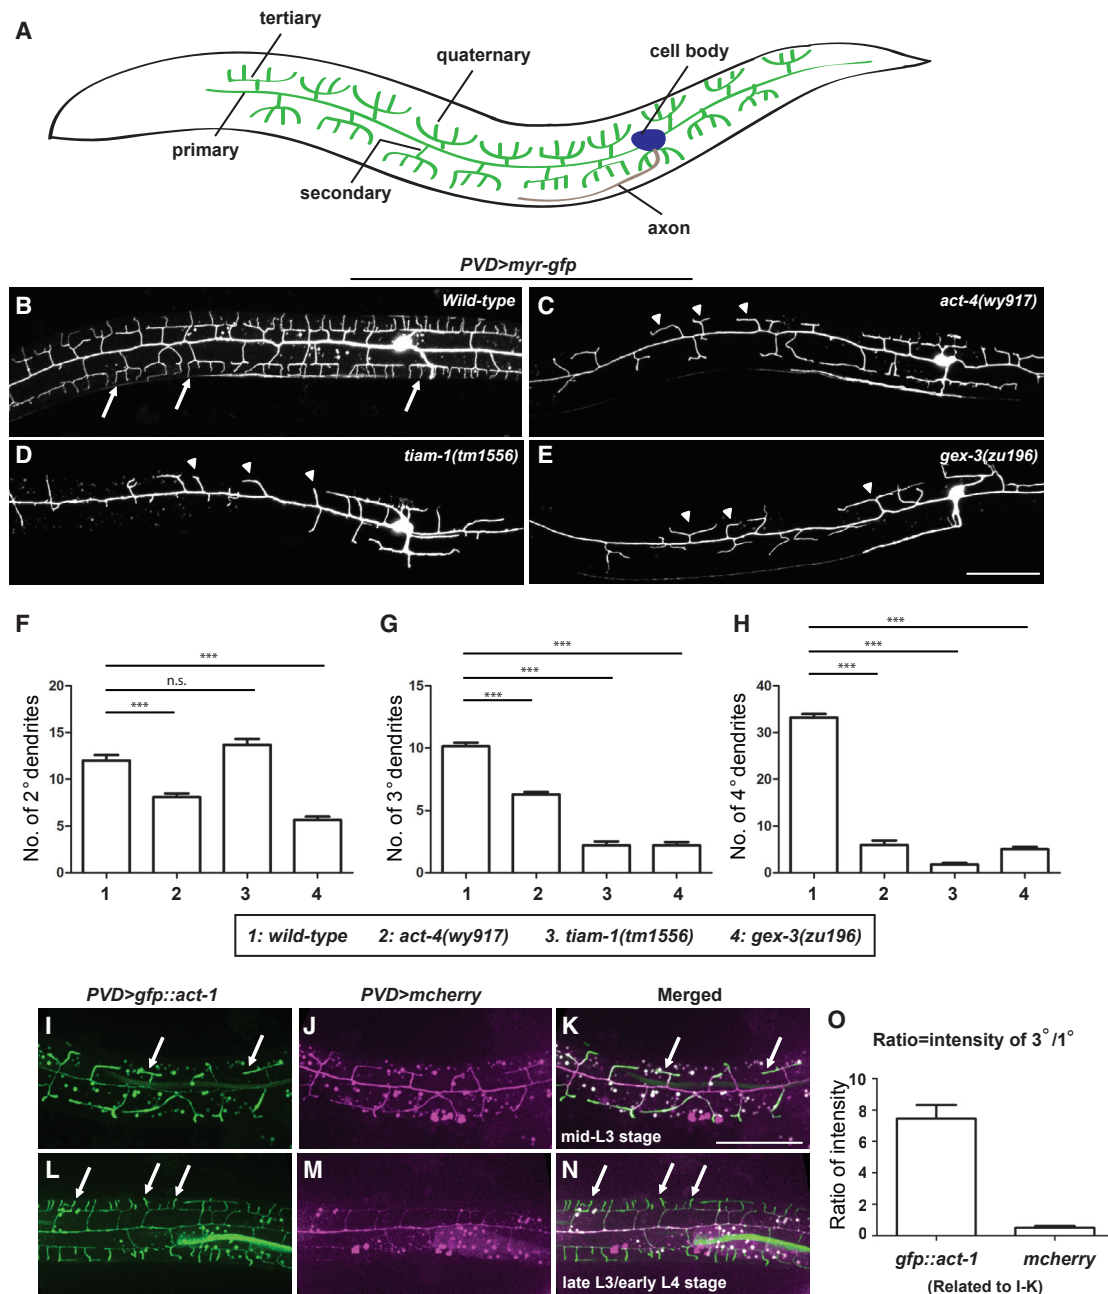 A
tertiary
quaternary
cell body
primary
secondary
axon
PVD>myr-gfp
B
Wild-type
C
act-4(wy917)
D
tiam-1(tm1556)
E
gex-3(zu196)
F
***
n.s.
***
20
15
10
5
0
No. of 2° dendrites
1 2 3 4
G
***
***
***
15
10
5
0
No. of 3° dendrites
1 2 3 4
H
***
***
***
40
30
20
10
0
No. of 4° dendrites
1 2 3 4
1: wild-type 2: act-4(wy917) 3. tiam-1(tm1556) 4: gex-3(zu196)
PVD>gfp::act-1
PVD>mcherry
Merged
I
J
K
mid-L3 stage
L
M
N
late L3/early L4 stage
O
Ratio=intensity of 3°/1°
Ratio of intensity
10
8
6
4
2
0
gfp::act-1 mcherry
(Related to I-K)